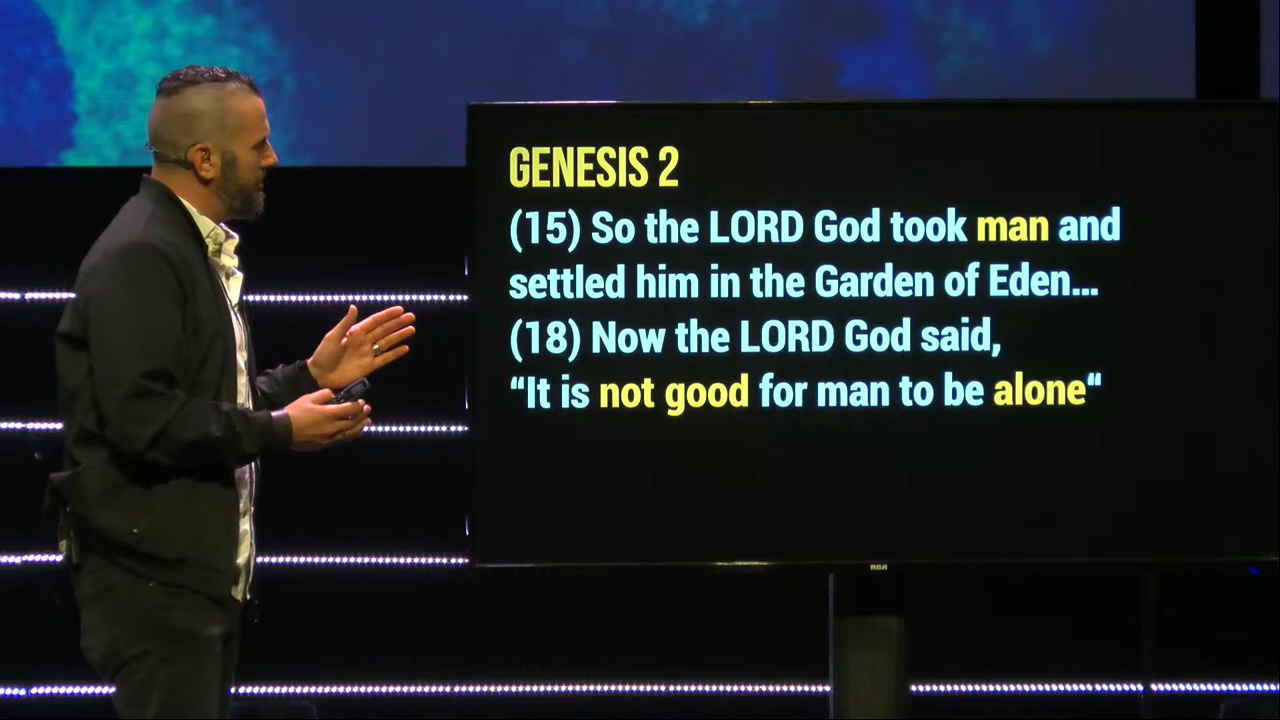 GENESIS 2
(15) So the LORD God took man and
settled him in the Garden of Eden...
(18) Now the LORD God said,
“It is not good for man to be alone“
RCA